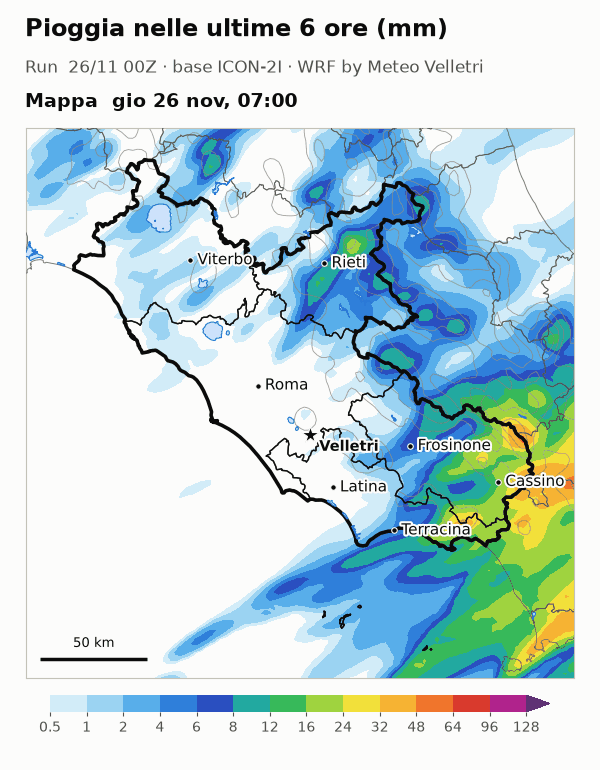 Pioggia nelle ultime 6 ore (mm)
Run 26/11 00Z · base ICON-2I · WRF by Meteo Velletri
Mappa gio 26 nov, 07:00
Viterbo
Rieti
Roma
Velletri
Frosinone
Latina
Cassino
Terracina
50 km
0.5 1 2 4 6 8 12 16 24 32 48 64 96 128